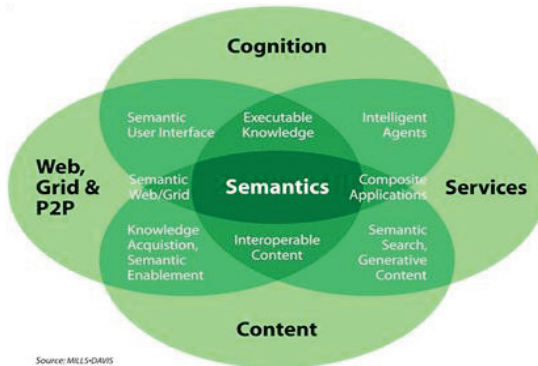 Cognition
Semantic
User Interface
Executable
Knowledge
Intelligent
Agents
Web,
Grid &
P2P
Semantic
Web/Grid
Semantics
Composite
Applications
Services
Knowledge
Acquistion,
Semantic
Enablement
Interoperable
Content
Semantic
Search,
Generative
Content
Content
Source: MILLS•DAVIS